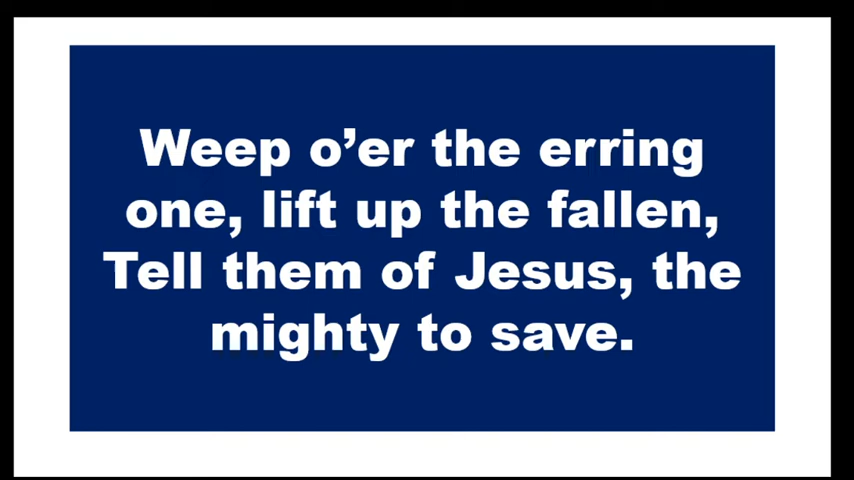 Weep o’er the erring
one, lift up the fallen,
Tell them of Jesus, the
mighty to save.